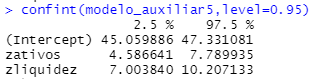 > confint(modelo_auxiliar5,level=0.95)
2.5 % 97.5 %
(Intercept) 45.059886 47.331081
zativos 4.586641 7.789935
zliquidez 7.003840 10.207133